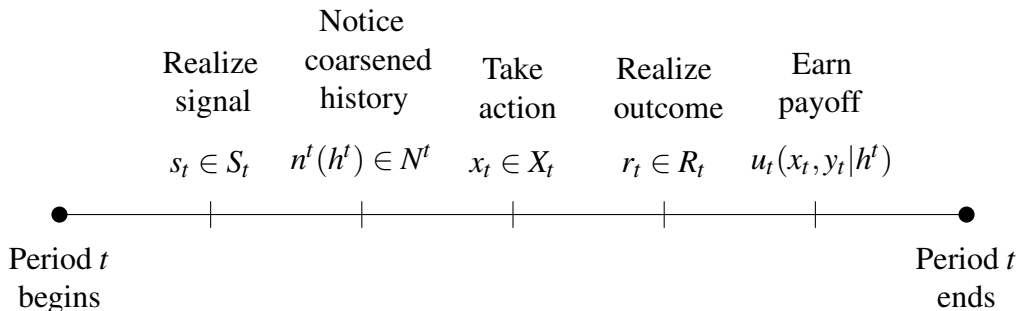 Realize
signal
s_t ∈ S_t
Notice
coarsened
history
n^t(h^t) ∈ N^t
Take
action
x_t ∈ X_t
Realize
outcome
r_t ∈ R_t
Earn
payoff
u_t(x_t, y_t|h^t)
Period t
begins
Period t
ends